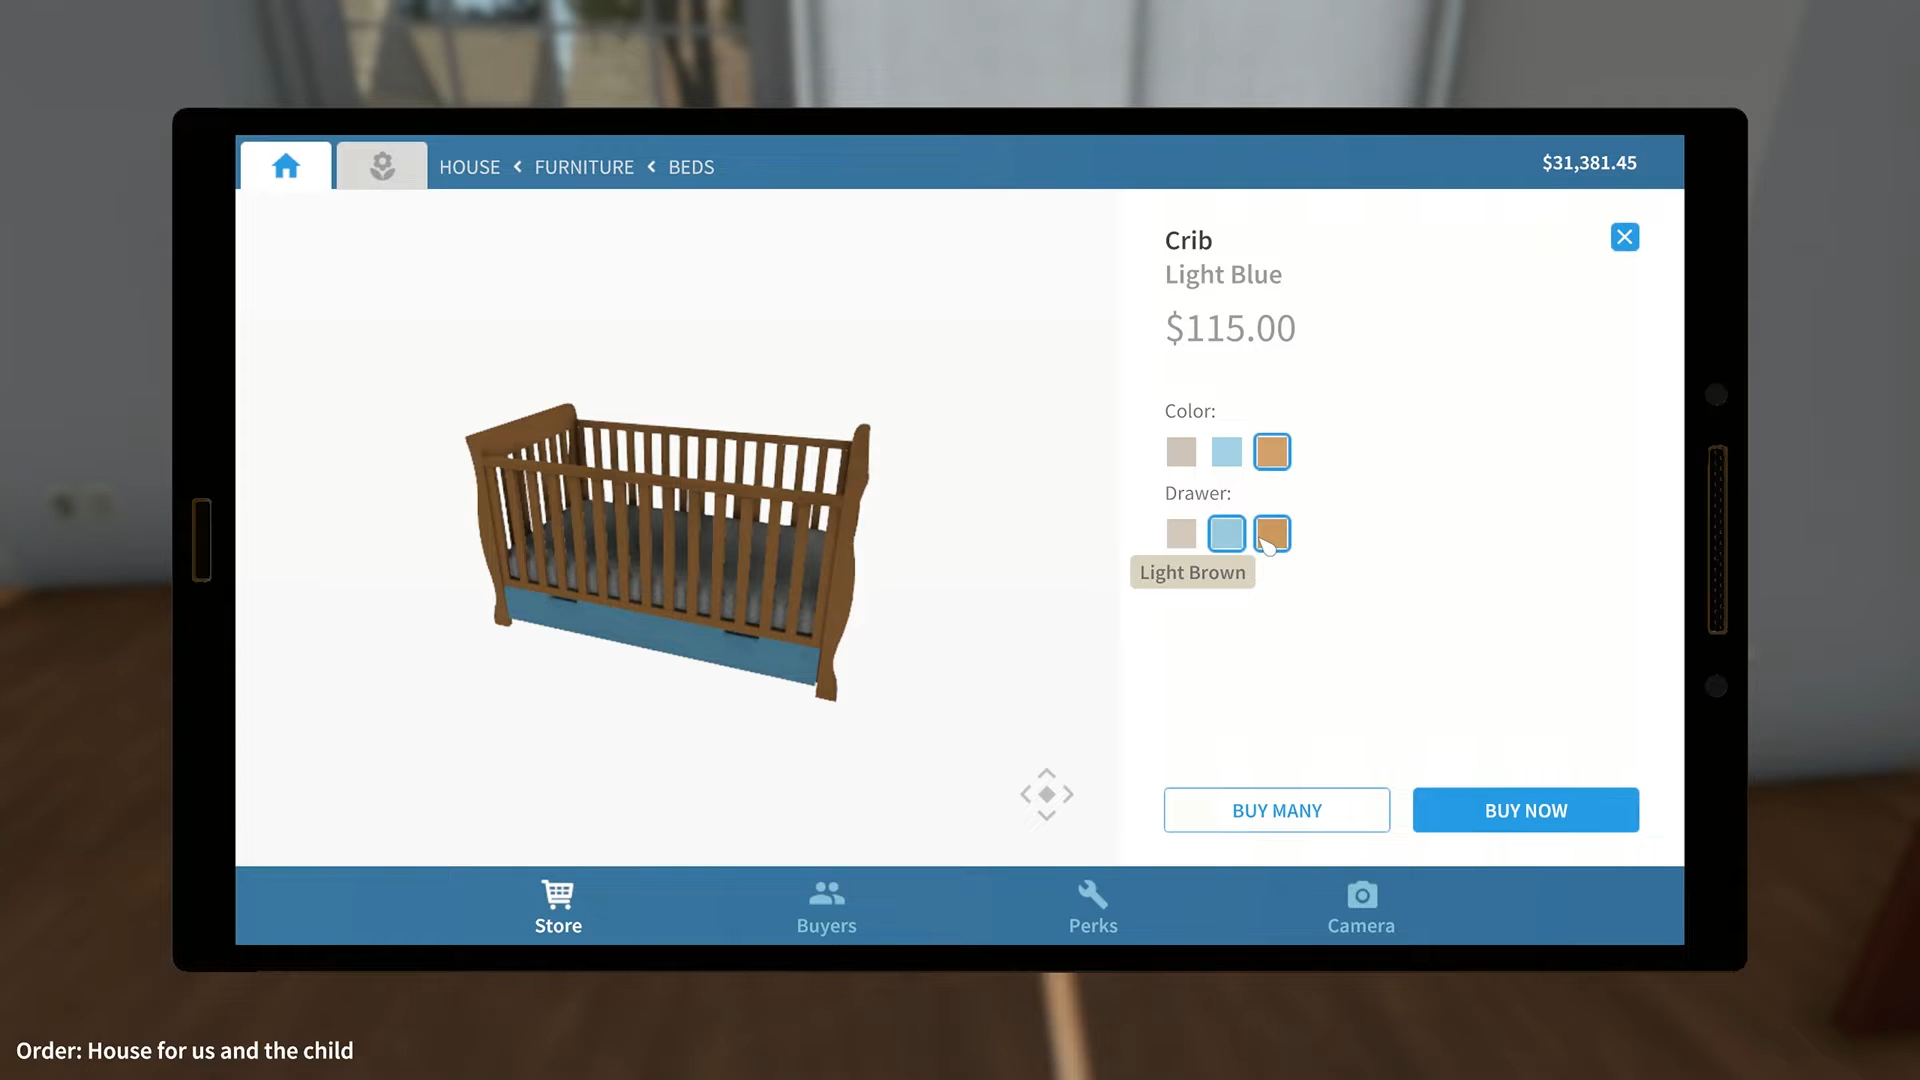 HOUSE < FURNITURE < BEDS
$31,381.45
Crib
Light Blue
$115.00
Color:
Drawer:
Light Brown
BUY MANY
BUY NOW
Store
Buyers
Perks
Camera
Order: House for us and the child